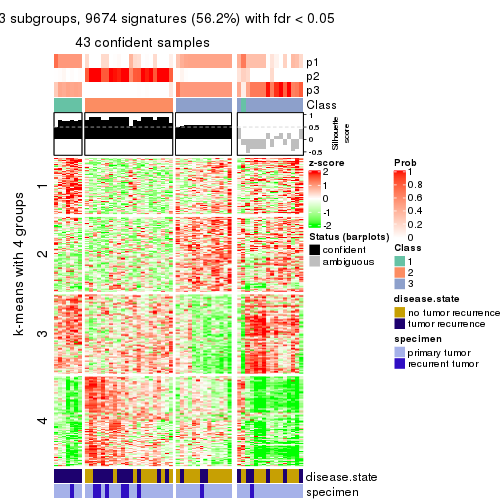 3 subgroups, 9674 signatures (56.2%) with fdr < 0.05
43 confident samples
p1
p2
p3
Class
1
0.5
0
-0.5
Silhouette
score
k-means with 4 groups
1
2
3
4
z-score
2
1
0
-1
-2
Status (barplots)
confident
ambiguous
Prob
1
0.8
0.6
0.4
0.2
0
Class
1
2
3
disease.state
no tumor recurrence
tumor recurrence
specimen
primary tumor
recurrent tumor
disease.state
specimen